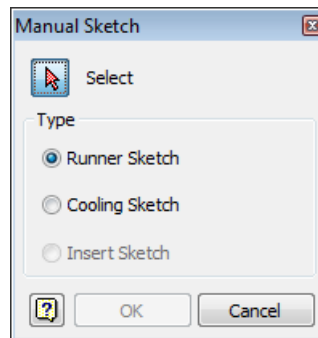 Manual Sketch
Select
Type
Runner Sketch
Cooling Sketch
Insert Sketch
? OK Cancel